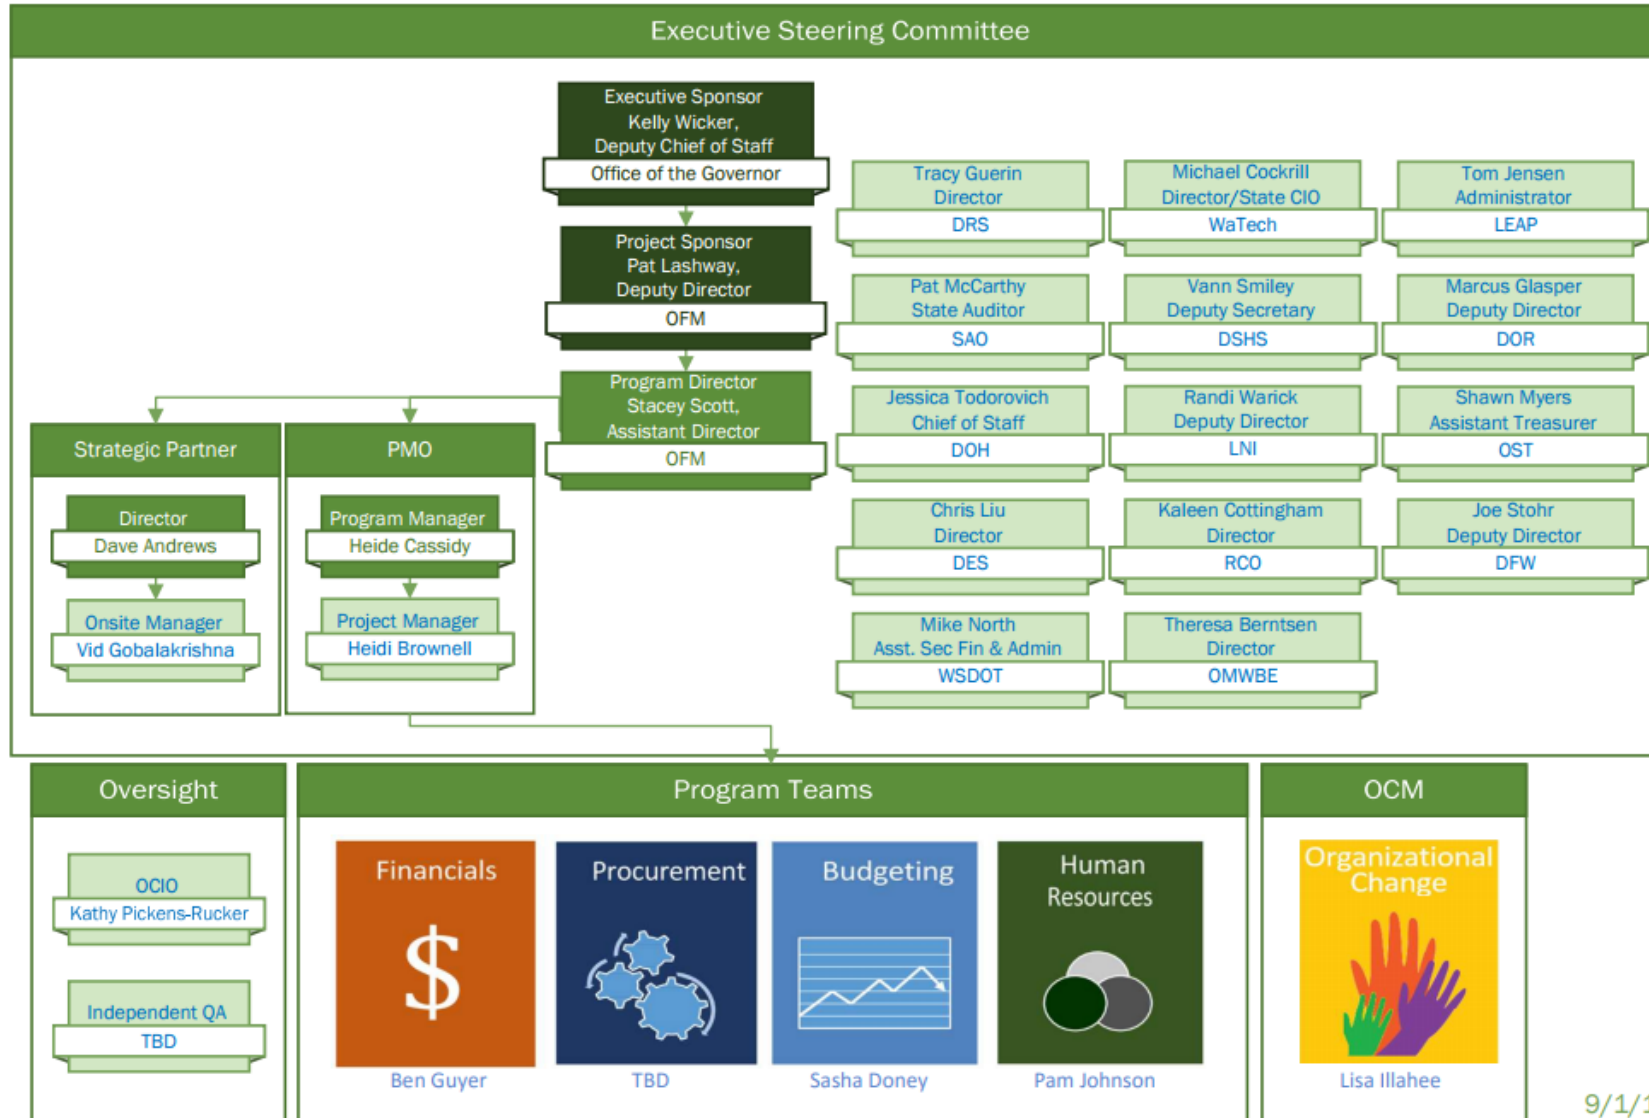 Executive Steering Committee
Executive Sponsor
Kelly Wicker,
Deputy Chief of Staff
Office of the Governor
Project Sponsor
Pat Lashway,
Deputy Director
OFM
Program Director
Stacey Scott,
Assistant Director
OFM
Tracy Guerin
Director
DRS
Michael Cockrill
Director/State CIO
WaTech
Tom Jensen
Administrator
LEAP
Pat McCarthy
State Auditor
SAO
Vann Smiley
Deputy Secretary
DSHS
Marcus Glasper
Deputy Director
DOR
Jessica Todorovich
Chief of Staff
DOH
Randi Warick
Deputy Director
LNI
Shawn Myers
Assistant Treasurer
OST
Chris Liu
Director
DES
Kaleen Cottingham
Director
RCO
Joe Stohr
Deputy Director
DFW
Mike North
Asst. Sec Fin & Admin
WSDOT
Theresa Berntsen
Director
OMWBE
Strategic Partner
Director
Dave Andrews
Onsite Manager
Vid Gobalakrishna
PMO
Program Manager
Heide Cassidy
Project Manager
Heidi Brownell
Oversight
OCIO
Kathy Pickens-Rucker
Independent QA
TBD
Program Teams
Financials
$
Ben Guyer
Procurement
TBD
Budgeting
Sasha Doney
Human
Resources
Pam Johnson
OCM
Organizational
Change
Lisa Illahee
9/1/